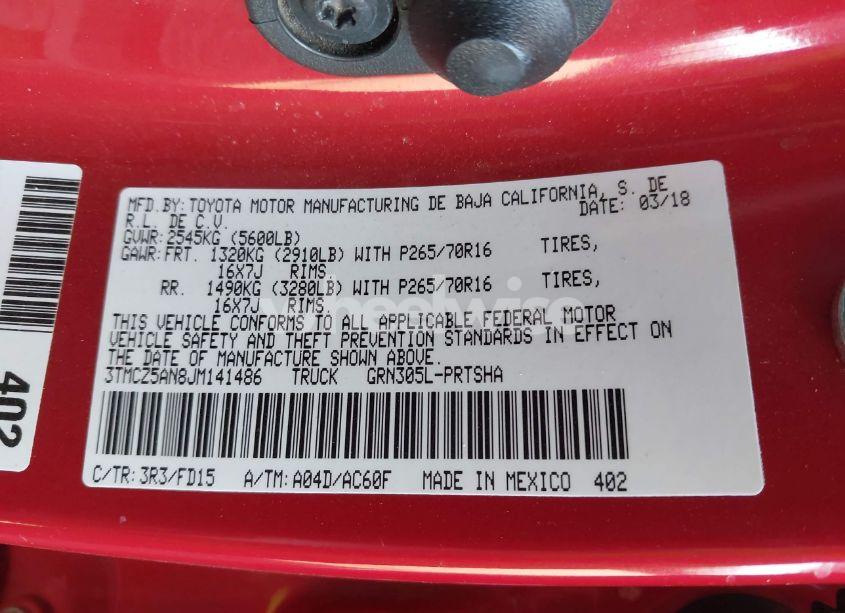 MFD.BY:TOYOTA MOTOR MANUFACTURING DE BAJA CALIFORNIA, S. DE
R.L. DE C.V. DATE: 03/18
GVWR:2545KG (5600LB)
GAWR:FRT. 1320KG (2910LB) WITH P265/70R16 TIRES,
16X7J RIMS.
RR. 1490KG (3280LB) WITH P265/70R16 TIRES,
16X7J RIMS.
THIS VEHICLE CONFORMS TO ALL APPLICABLE FEDERAL MOTOR
VEHICLE SAFETY AND THEFT PREVENTION STANDARDS IN EFFECT ON
THE DATE OF MANUFACTURE SHOWN ABOVE.
3TMCZ5AN8JM141486 TRUCK GRN305L-PRTSHA
C/TR:3R3/FD15 A/TM:A04D/AC60F MADE IN MEXICO 402
402
wheelwise